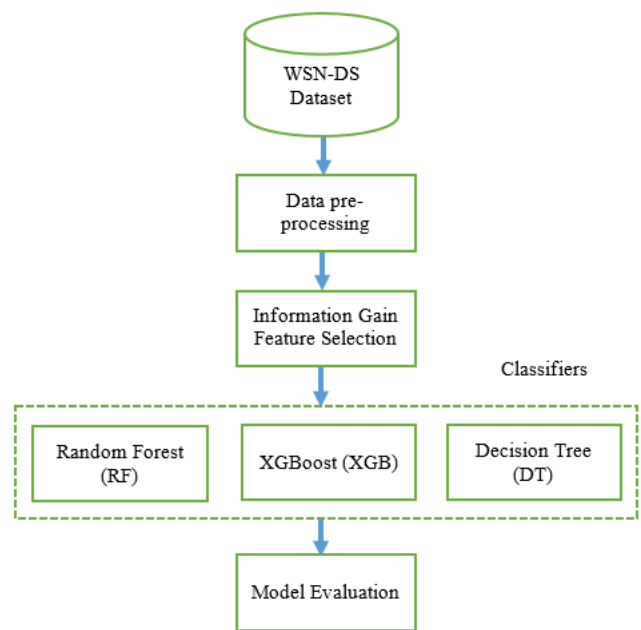 WSN-DS
Dataset
Data pre-
processing
Information Gain
Feature Selection
Classifiers
Random Forest
(RF)
XGBoost (XGB)
Decision Tree
(DT)
Model Evaluation